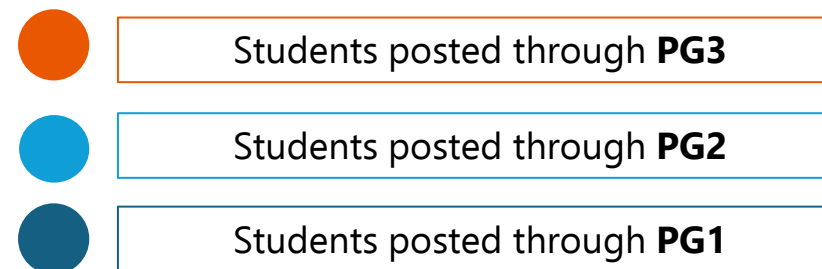 Students posted through PG3
Students posted through PG2
Students posted through PG1